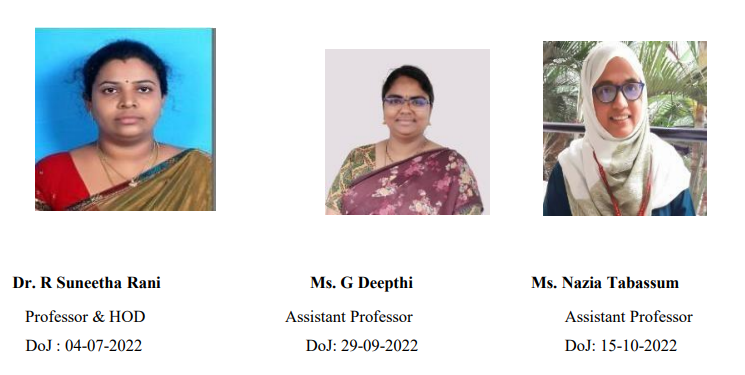 Dr. R Suneetha Rani
Ms. G Deepthi
Ms. Nazia Tabassum
Professor & HOD
Assistant Professor
Assistant Professor
DoJ : 04-07-2022
DoJ: 29-09-2022
DoJ: 15-10-2022